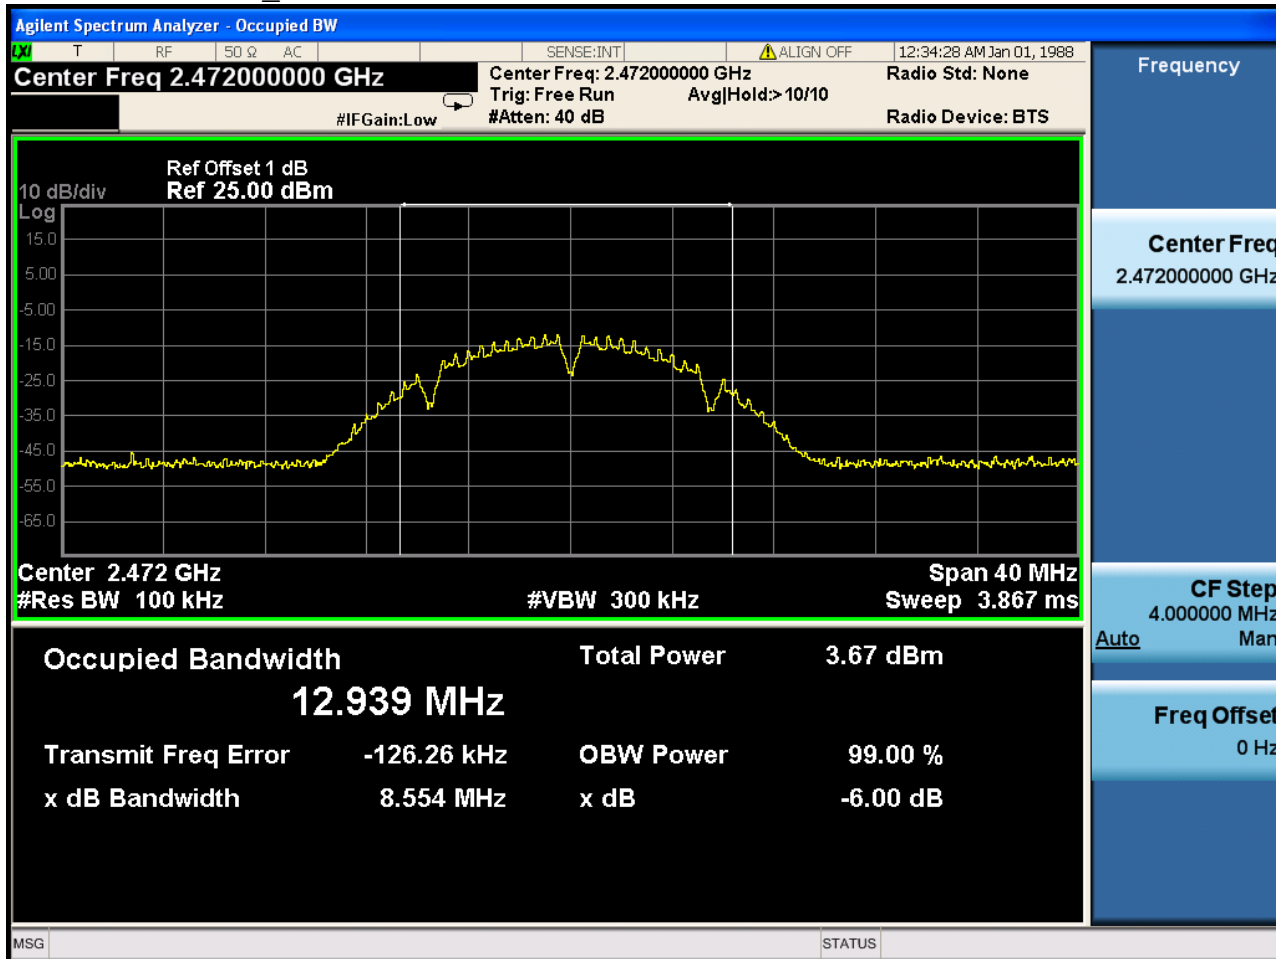 Agilent Spectrum Analyzer - Occupied BW
LXI T RF 50 Ω AC SENSE:INT ALIGN OFF 12:34:28 AM Jan 01, 1988
Center Freq 2.472000000 GHz
Center Freq: 2.472000000 GHz Radio Std: None
Trig: Free Run Avg|Hold:> 10/10
#IFGain:Low #Atten: 40 dB Radio Device: BTS
Ref Offset 1 dB
10 dB/div Ref 25.00 dBm
Log
15.0
5.00
-5.00
-15.0
-25.0
-35.0
-45.0
-55.0
-65.0
Center 2.472 GHz Span 40 MHz
#Res BW 100 kHz #VBW 300 kHz Sweep 3.867 ms
Occupied Bandwidth Total Power 3.67 dBm
12.939 MHz
Transmit Freq Error -126.26 kHz OBW Power 99.00 %
x dB Bandwidth 8.554 MHz x dB -6.00 dB
MSG STATUS
Frequency
Center Freq
2.472000000 GHz
CF Step
4.000000 MHz
Auto Man
Freq Offset
0 Hz